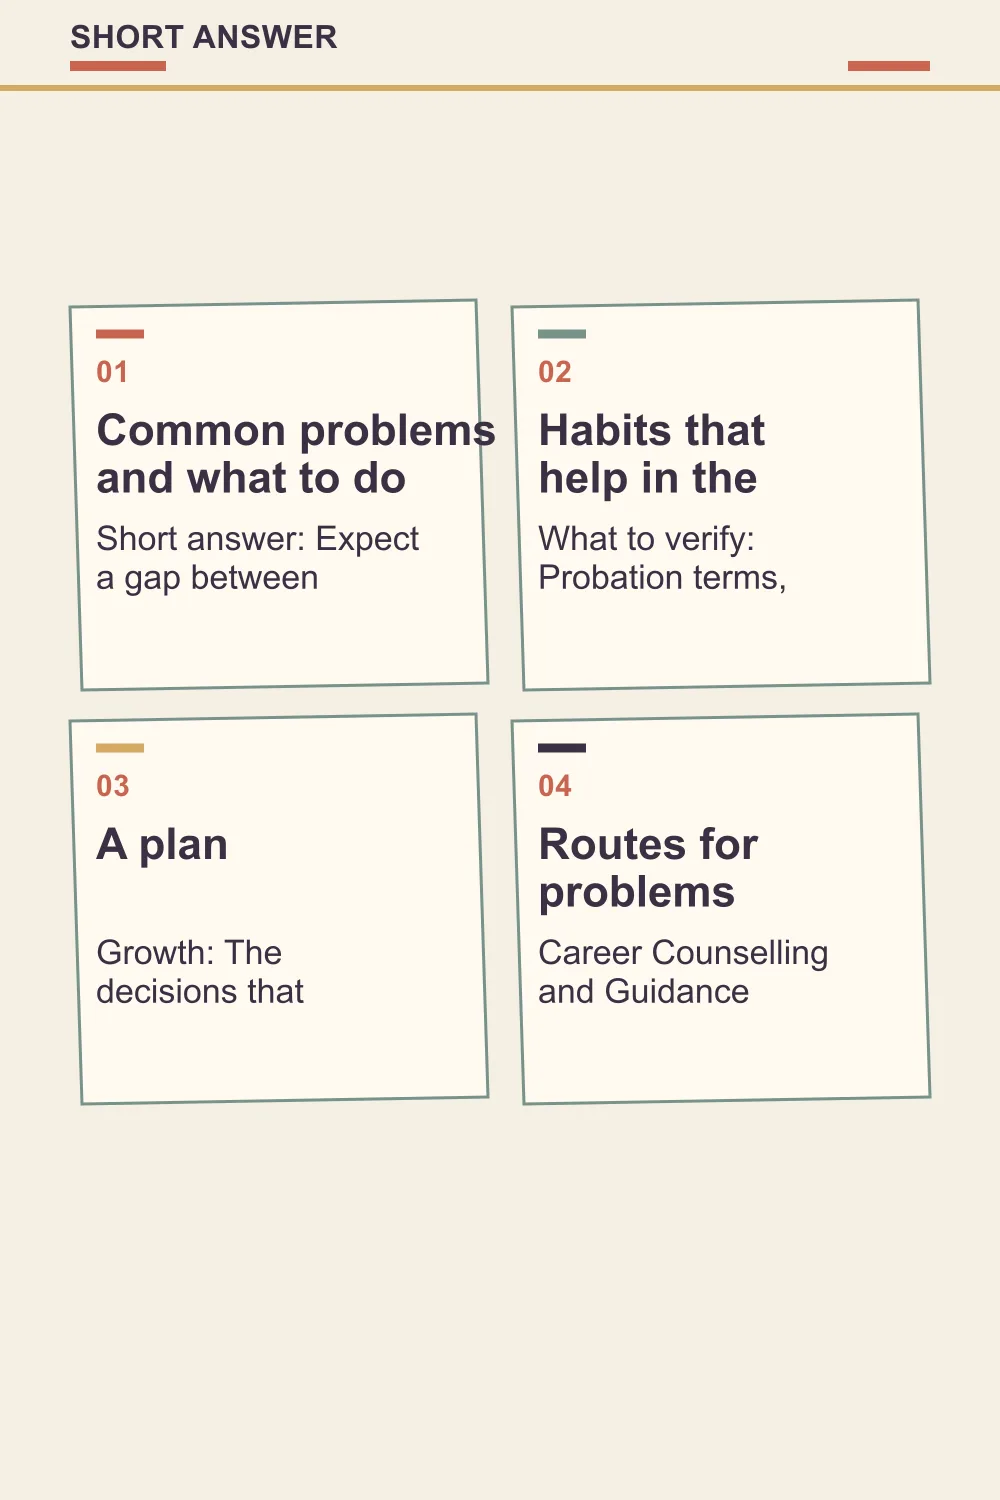 SHORT ANSWER
01
Common problems
and what to do
Short answer: Expect
a gap between
02
Habits that
help in the
What to verify:
Probation terms,
03
A plan
Growth: The
decisions that
04
Routes for
problems
Career Counselling
and Guidance